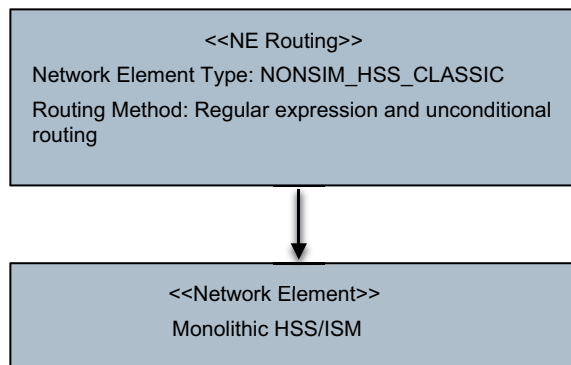 <<NE Routing>>
Network Element Type: NONSIM_HSS_CLASSIC
Routing Method: Regular expression and unconditional
routing
<<Network Element>>
Monolithic HSS/ISM